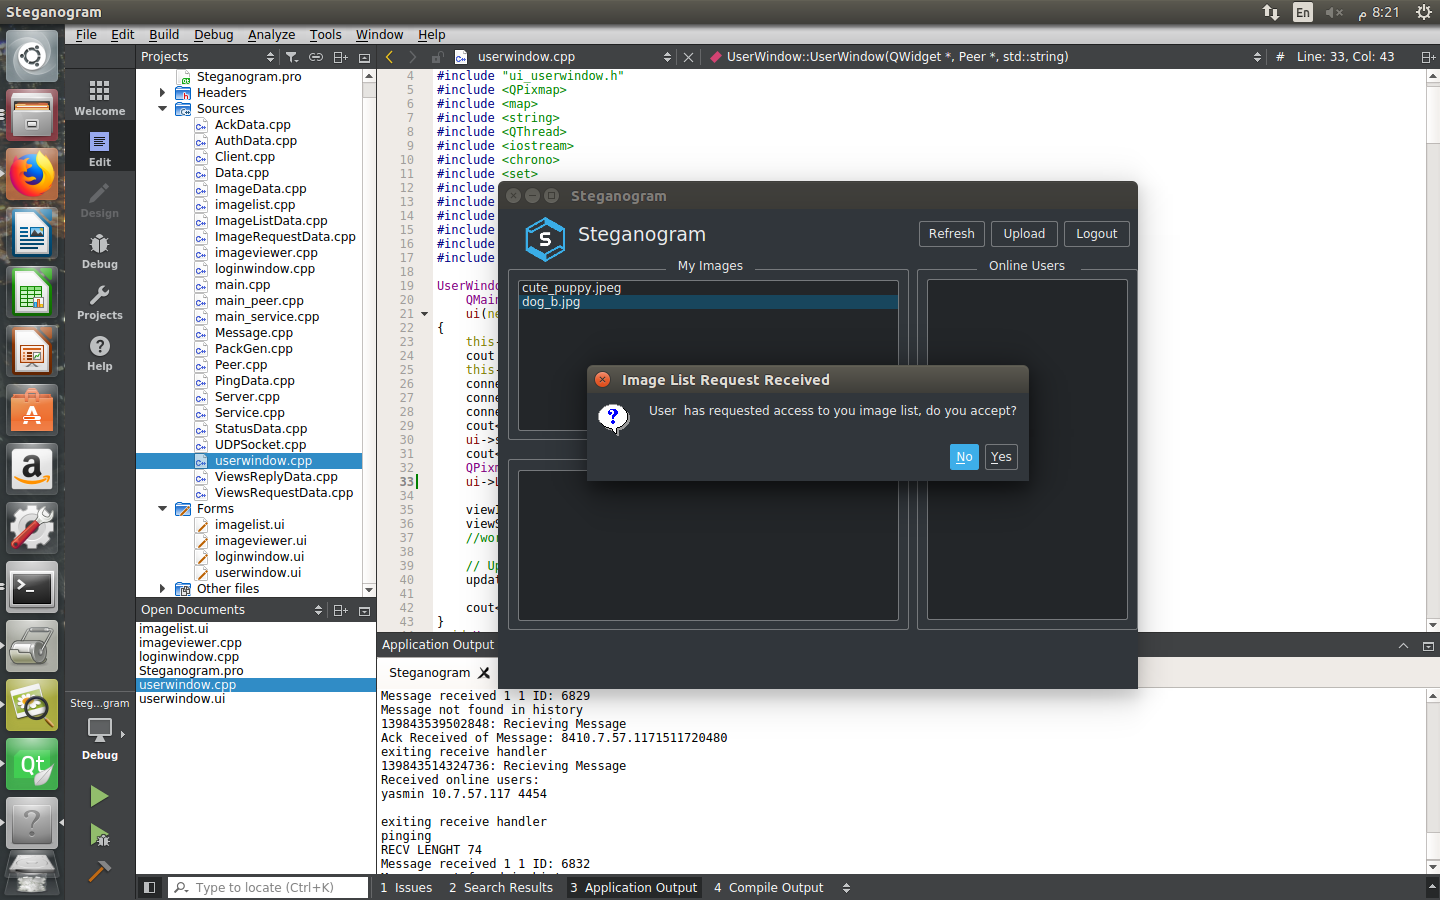 Steganogram
En
8:21 م
File Edit Build Debug Analyze Tools Window Help
Projects
userwindow.cpp
UserWindow::UserWindow(QWidget *, Peer *, std::string)
# Line: 33, Col: 43
Welcome
Edit
Design
Debug
Projects
Help
Steg...gram
Debug
Steganogram.pro
Headers
Sources
AckData.cpp
AuthData.cpp
Client.cpp
Data.cpp
ImageData.cpp
imagelist.cpp
ImageListData.cpp
ImageRequestData.cpp
imageviewer.cpp
loginwindow.cpp
main.cpp
main_peer.cpp
main_service.cpp
Message.cpp
PackGen.cpp
Peer.cpp
PingData.cpp
Server.cpp
Service.cpp
StatusData.cpp
UDPSocket.cpp
userwindow.cpp
ViewsReplyData.cpp
ViewsRequestData.cpp
Forms
imagelist.ui
imageviewer.ui
loginwindow.ui
userwindow.ui
Other files
Open Documents
imagelist.ui
imageviewer.cpp
loginwindow.cpp
Steganogram.pro
userwindow.cpp
userwindow.ui
4 #include "ui_userwindow.h"
5 #include <QPixmap>
6 #include <map>
7 #include <string>
8 #include <QThread>
9 #include <iostream>
10 #include <chrono>
11 #include <set>
12 #include
13 #include
14 #include
15 #include
16 #include
17 #include
18
19 UserWindo
20 QMain
21 ui(ne
22 {
23 this-
24 cout
25 this-
26 conne
27 conne
28 conne
29 cout<
30 ui->s
31 cout<
32 QPixm
33 ui->l
34
35 viewI
36 viewS
37 //wor
38
39 // Up
40 updat
41
42 cout<
43 }
Steganogram
S
Steganogram
Refresh
Upload
Logout
My Images
Online Users
cute_puppy.jpeg
dog_b.jpg
Image List Request Received
?
User has requested access to you image list, do you accept?
No
Yes
Application Output
Steganogram
Message received 1 1 ID: 6829
Message not found in history
139843539502848: Recieving Message
Ack Received of Message: 8410.7.57.1171511720480
exiting receive handler
139843514324736: Recieving Message
Received online users:
yasmin 10.7.57.117 4454
exiting receive handler
pinging
RECV LENGHT 74
Message received 1 1 ID: 6832
Type to locate (Ctrl+K)
1 Issues
2 Search Results
3 Application Output
4 Compile Output